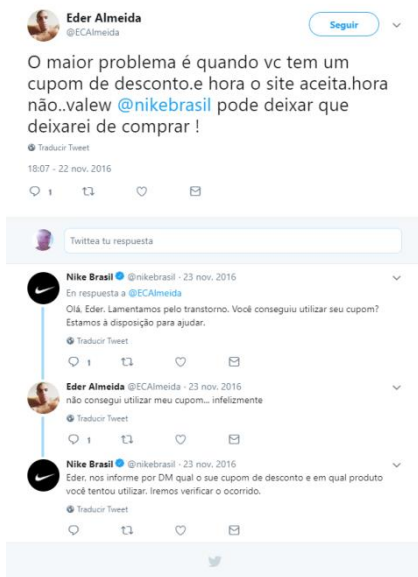 Eder Almeida
@ECAlmeida
Seguir
O maior problema é quando vc tem um
cupom de desconto.e hora o site aceita.hora
não..valew @nikebrasil pode deixar que
deixarei de comprar !
Traducir Tweet
18:07 - 22 nov. 2016
1
Twittea tu respuesta
Nike Brasil @nikebrasil · 23 nov. 2016
En respuesta a @ECAlmeida
Olá, Eder. Lamentamos pelo transtorno. Você conseguiu utilizar seu cupom?
Estamos à disposição para ajudar.
Traducir Tweet
1
Eder Almeida @ECAlmeida · 23 nov. 2016
não consegui utilizar meu cupom... infelizmente
Traducir Tweet
1
Nike Brasil @nikebrasil · 23 nov. 2016
Eder, nos informe por DM qual o sue cupom de desconto e em qual produto
você tentou utilizar. Iremos verificar o ocorrido.
Traducir Tweet